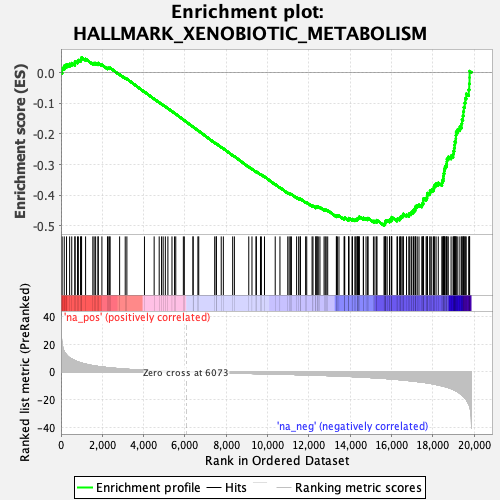 Enrichment plot:
HALLMARK_XENOBIOTIC_METABOLISM
Enrichment score (ES)
0.0
-0.1
-0.2
-0.3
-0.4
-0.5
'na_pos' (positively correlated)
Ranked list metric (PreRanked)
40
20
0
-20
-40
Zero cross at 6073
'na_neg' (negatively correlated)
0
2,000
4,000
6,000
8,000
10,000
12,000
14,000
16,000
18,000
20,000
Rank in Ordered Dataset
Enrichment profile
Hits
Ranking metric scores